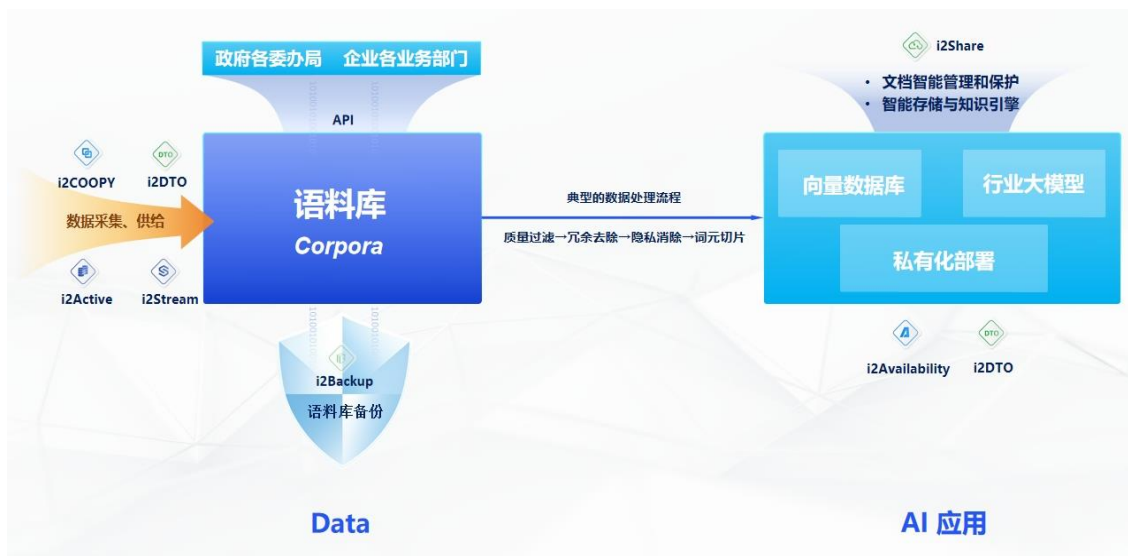 政府各委办局 企业各业务部门
API
i2COOPY
i2DTO
数据采集、供给
i2Active
i2Stream
语料库
Corpora
i2Backup
语料库备份
Data
典型的数据处理流程
质量过滤→冗余去除→隐私消除→词元切片
i2Share
• 文档智能管理和保护
• 智能存储与知识引擎
向量数据库
行业大模型
私有化部署
i2Availability
i2DTO
AI 应用